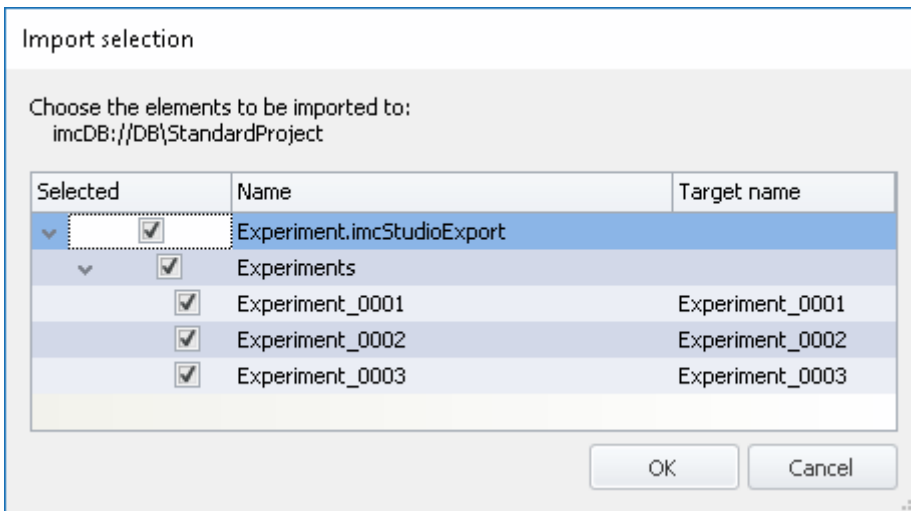 Import selection
Choose the elements to be imported to:
imcDB://DB\StandardProject
Selected Name Target name
Experiment.imcStudioExport
Experiments
Experiment_0001 Experiment_0001
Experiment_0002 Experiment_0002
Experiment_0003 Experiment_0003
OK Cancel